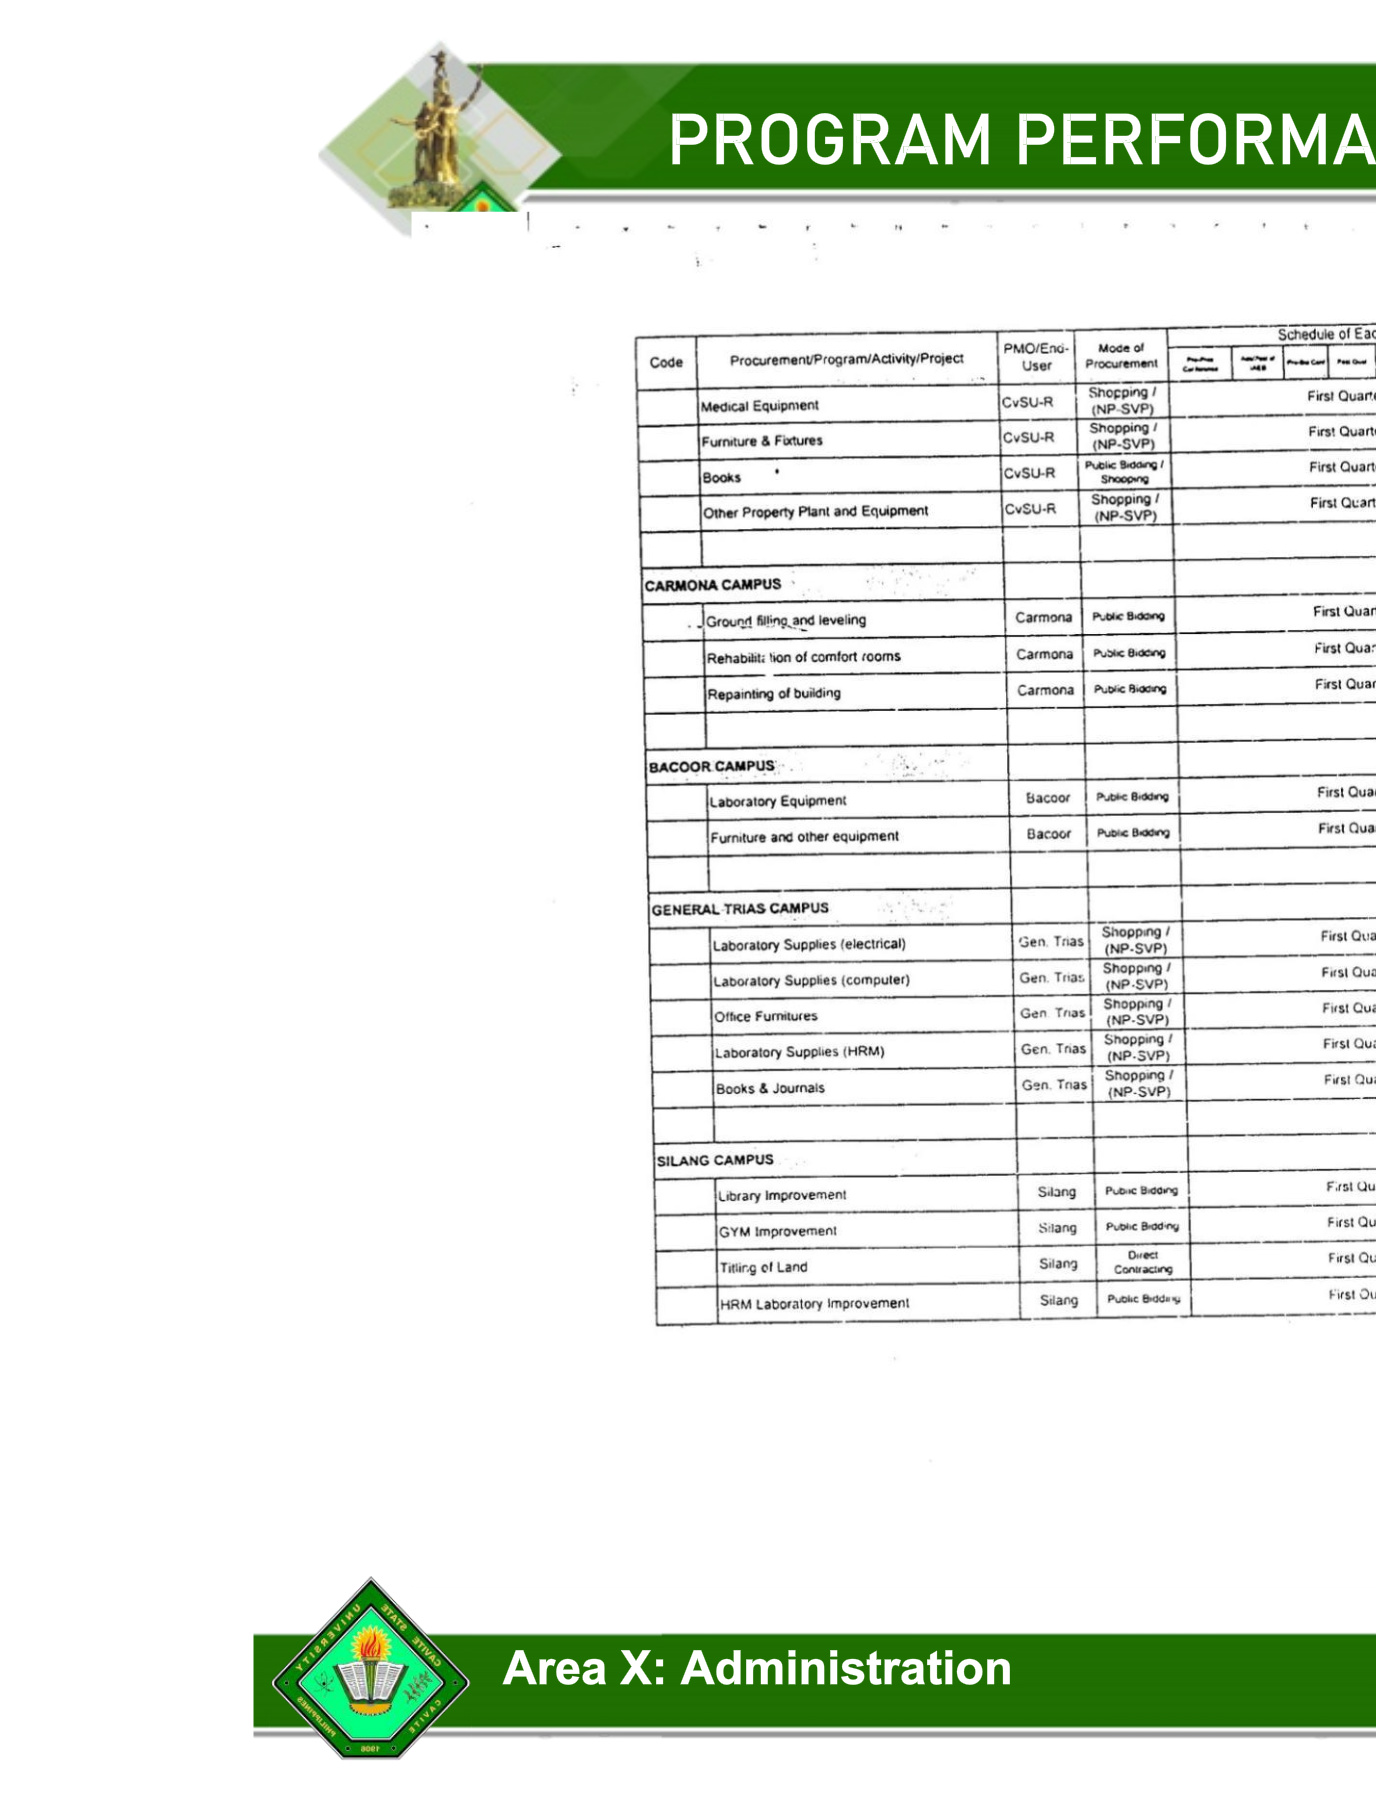 PROGRAM PERFORMA
Schedule of Eac
Code Procurement/Program/Activity/Project PMO/End-User Mode of Procurement
Medical Equipment CvSU-R Shopping / (NP-SVP) First Quarte
Furniture & Fixtures CvSU-R Shopping / (NP-SVP) First Quart
Books CvSU-R Public Bidding / Shopping First Quart
Other Property Plant and Equipment CvSU-R Shopping / (NP-SVP) First Quart
CARMONA CAMPUS
Ground filling and leveling Carmona Public Bidding First Quar
Rehabilitation of comfort rooms Carmona Public Bidding First Quar
Repainting of building Carmona Public Bidding First Quar
BACOOR CAMPUS
Laboratory Equipment Bacoor Public Bidding First Qua
Furniture and other equipment Bacoor Public Bidding First Qua
GENERAL TRIAS CAMPUS
Laboratory Supplies (electrical) Gen. Trias Shopping / (NP-SVP) First Qua
Laboratory Supplies (computer) Gen. Trias Shopping / (NP-SVP) First Qua
Office Furnitures Gen. Trias Shopping / (NP-SVP) First Qua
Laboratory Supplies (HRM) Gen. Trias Shopping / (NP-SVP) First Qua
Books & Journals Gen. Trias Shopping / (NP-SVP) First Qua
SILANG CAMPUS
Library Improvement Silang Public Bidding First Qu
GYM Improvement Silang Public Bidding First Qu
Titling of Land Silang Direct Contracting First Qu
HRM Laboratory Improvement Silang Public Bidding First Qu
CAVITE STATE UNIVERSITY
CAVITE PHILIPPINES
1906
Area X: Administration